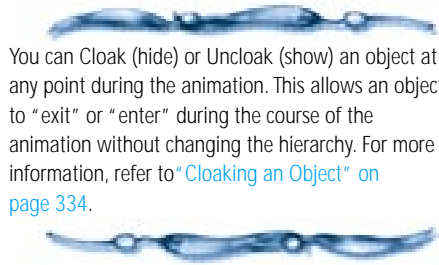 You can Cloak (hide) or Uncloak (show) an object at
any point during the animation. This allows an objec
to “exit” or “enter” during the course of the
animation without changing the hierarchy. For more
information, refer to“Cloaking an Object” on
page 334.